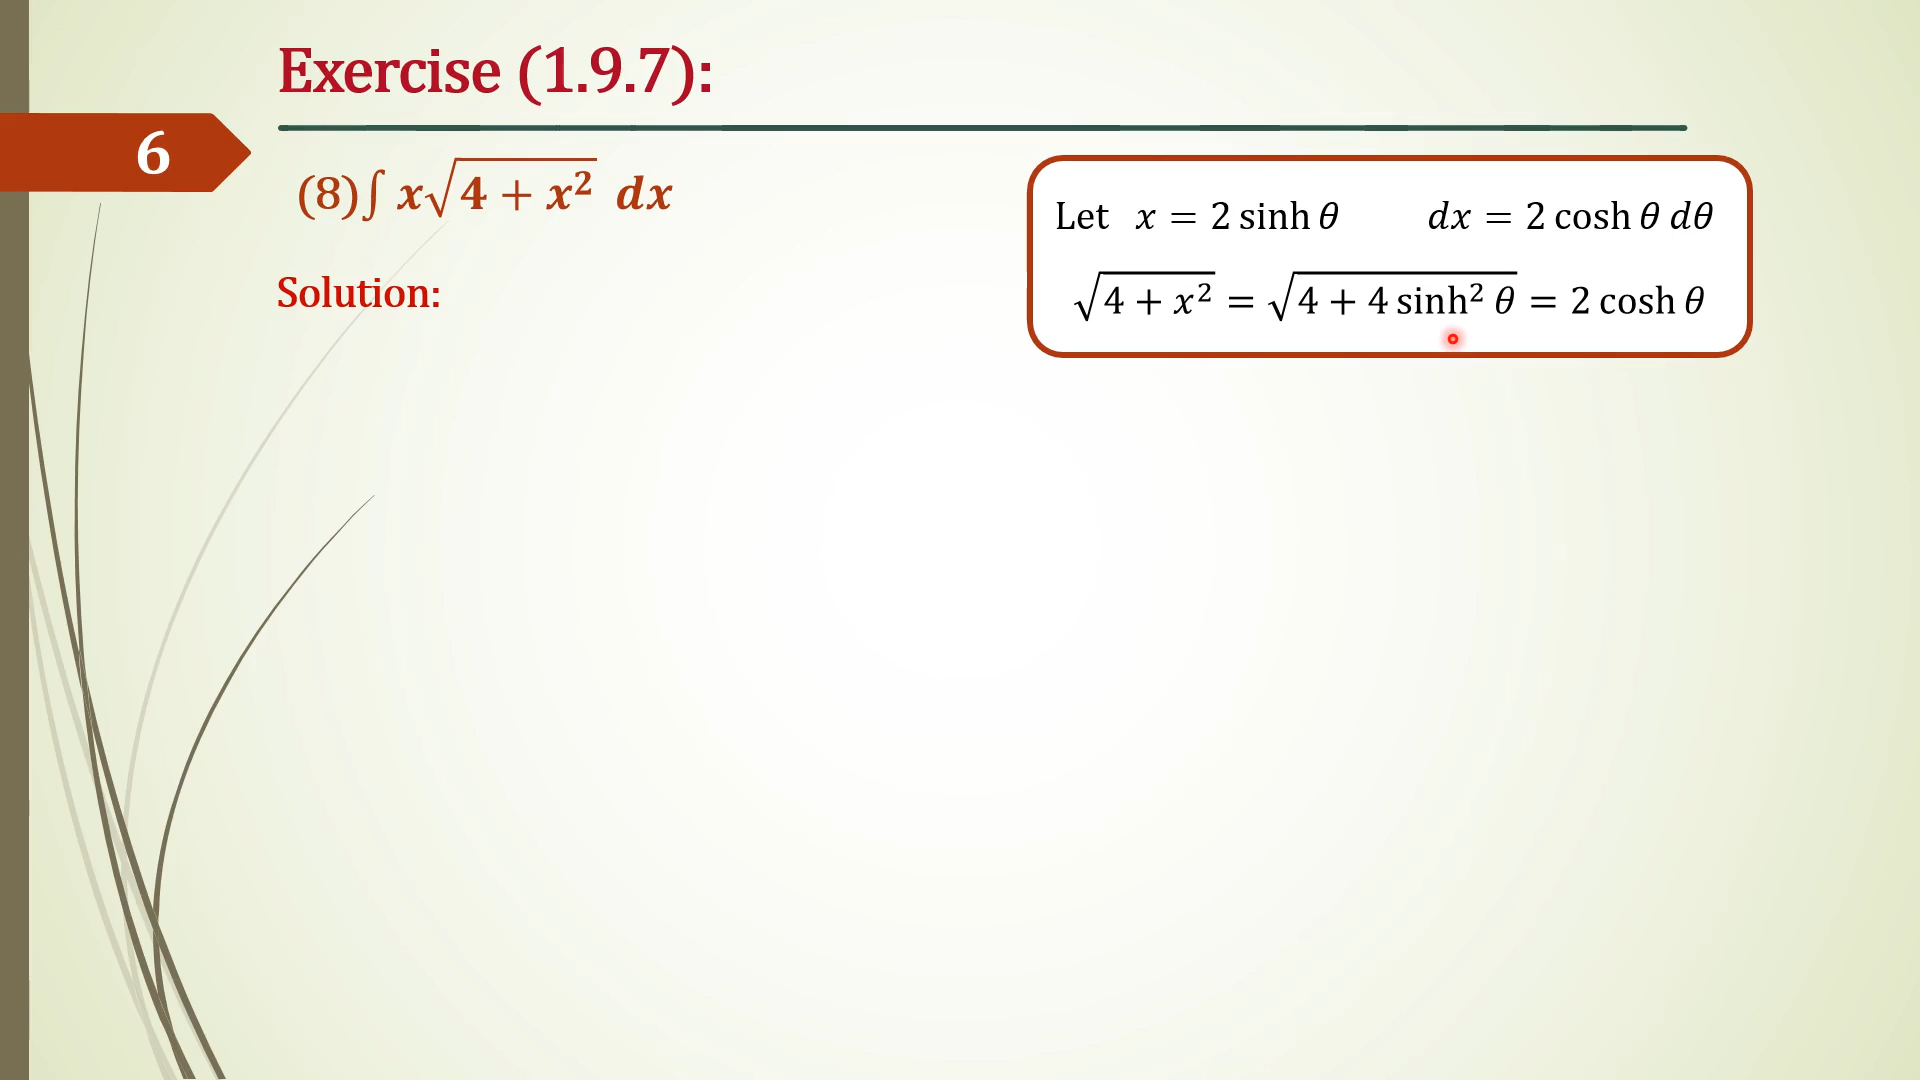 Exercise (1.9.7):
6
(8)∫ x√(4 + x²) dx
Let x = 2 sinh θ dx = 2 cosh θ dθ
√(4 + x²) = √(4 + 4 sinh² θ) = 2 cosh θ
Solution: